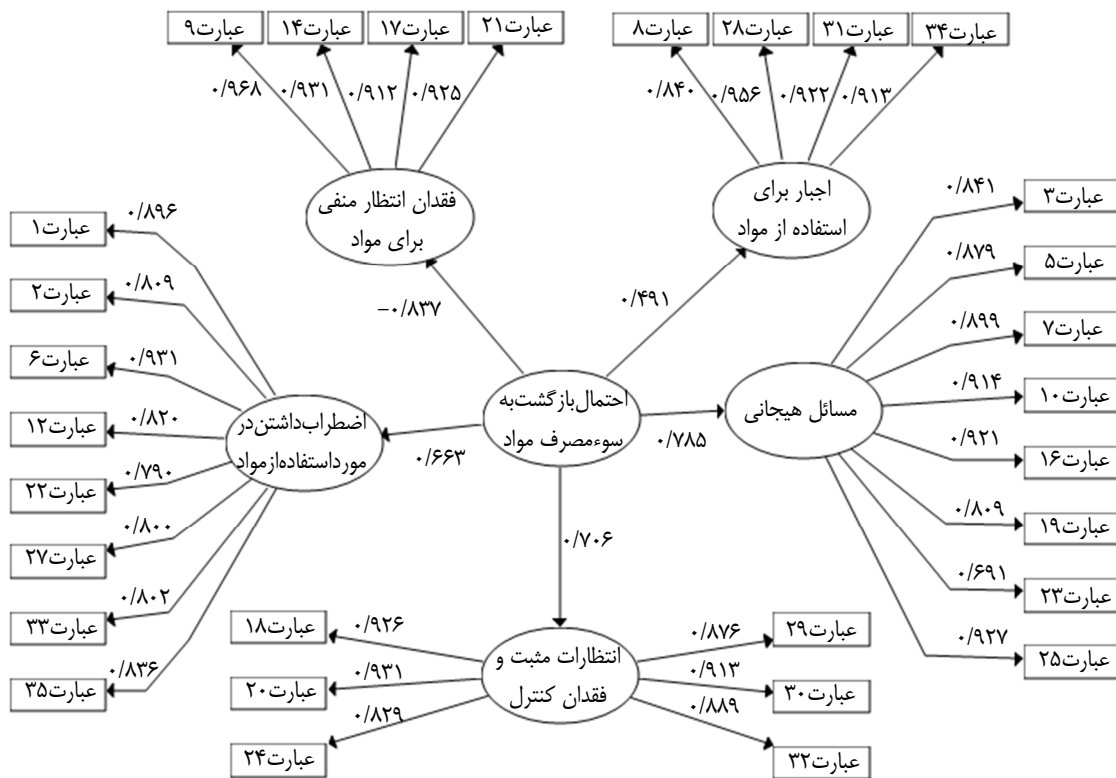 عبارت۹
عبارت۱۴
عبارت۱۷
عبارت۲۱
عبارت۸
عبارت۲۸
عبارت۳۱
عبارت۳۴
۰/۹۶۸
۰/۹۳۱
۰/۹۱۲
۰/۹۲۵
۰/۸۴۰
۰/۹۵۶
۰/۹۲۲
۰/۹۱۳
فقدان انتظار منفی
برای مواد
اجبار برای
استفاده از مواد
-۰/۸۳۷
۰/۴۹۱
احتمال‌بازگشت‌به
سوء‌مصرف مواد
۰/۶۶۳
۰/۷۸۵
۰/۷۰۶
اضطراب‌داشتن‌در
مورد‌استفاده‌از‌مواد
عبارت۱
۰/۸۹۶
عبارت۲
۰/۸۰۹
عبارت۶
۰/۹۳۱
عبارت۱۲
۰/۸۲۰
عبارت۲۲
۰/۷۹۰
عبارت۲۷
۰/۸۰۰
عبارت۳۳
۰/۸۰۲
عبارت۳۵
۰/۸۳۶
مسائل هیجانی
۰/۸۴۱
عبارت۳
۰/۸۷۹
عبارت۵
۰/۸۹۹
عبارت۷
۰/۹۱۴
عبارت۱۰
۰/۹۲۱
عبارت۱۶
۰/۸۰۹
عبارت۱۹
۰/۶۹۱
عبارت۲۳
۰/۹۲۷
عبارت۲۵
انتظارات مثبت و
فقدان کنترل
عبارت۱۸
۰/۹۲۶
عبارت۲۰
۰/۹۳۱
عبارت۲۴
۰/۸۲۹
۰/۸۷۶
عبارت۲۹
۰/۹۱۳
عبارت۳۰
۰/۸۸۹
عبارت۳۲